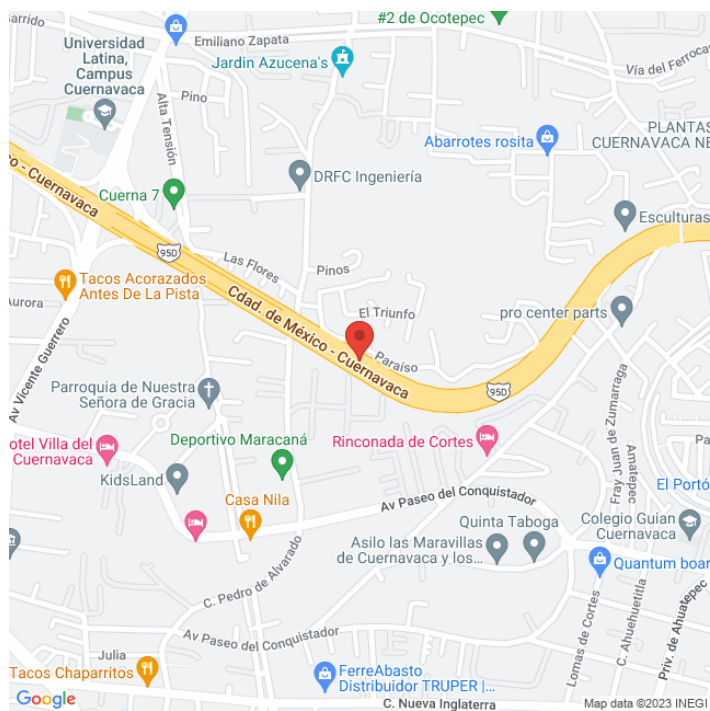 #2 de Ocotepec
Emiliano Zapata
Universidad
Latina,
Campus
Cuernavaca
Jardin Azucena's
Vía del Ferroca
Pino
Alta Tensión
Abarrotes rosita
PLANTAS
CUERNAVACA NE
DRFC Ingeniería
Cuerna 7
co - Cuernavaca
Esculturas
95D
Las Flores
Pinos
Tacos Acorazados
Antes De La Pista
Aurora
El Triunfo
pro center parts
Cdad. de México - Cuernavaca
Paraíso
Av Vicente Guerrero
Parroquia de Nuestra
Señora de Gracia
95D
Fray Juan de Zumarraga
Amatepec
Hotel Villa del
Cuernavaca
Deportivo Maracaná
Rinconada de Cortes
Pa
KidsLand
El Portó
Av Paseo del Conquistador
Casa Nila
Quinta Taboga
Colegio Guian
Cuernavaca
Asilo las Maravillas
de Cuernavaca y los...
Quantum boar
C. Pedro de Alvarado
Lomas de Cortes
C. Ahuehuetitla
Priv. de Ahuatepec
Av Paseo del Conquistador
Julia
Tacos Chaparritos
FerreAbasto
Distribuidor TRUPER |...
C. Nueva Inglaterra
Google
Map data ©2023 INEGI